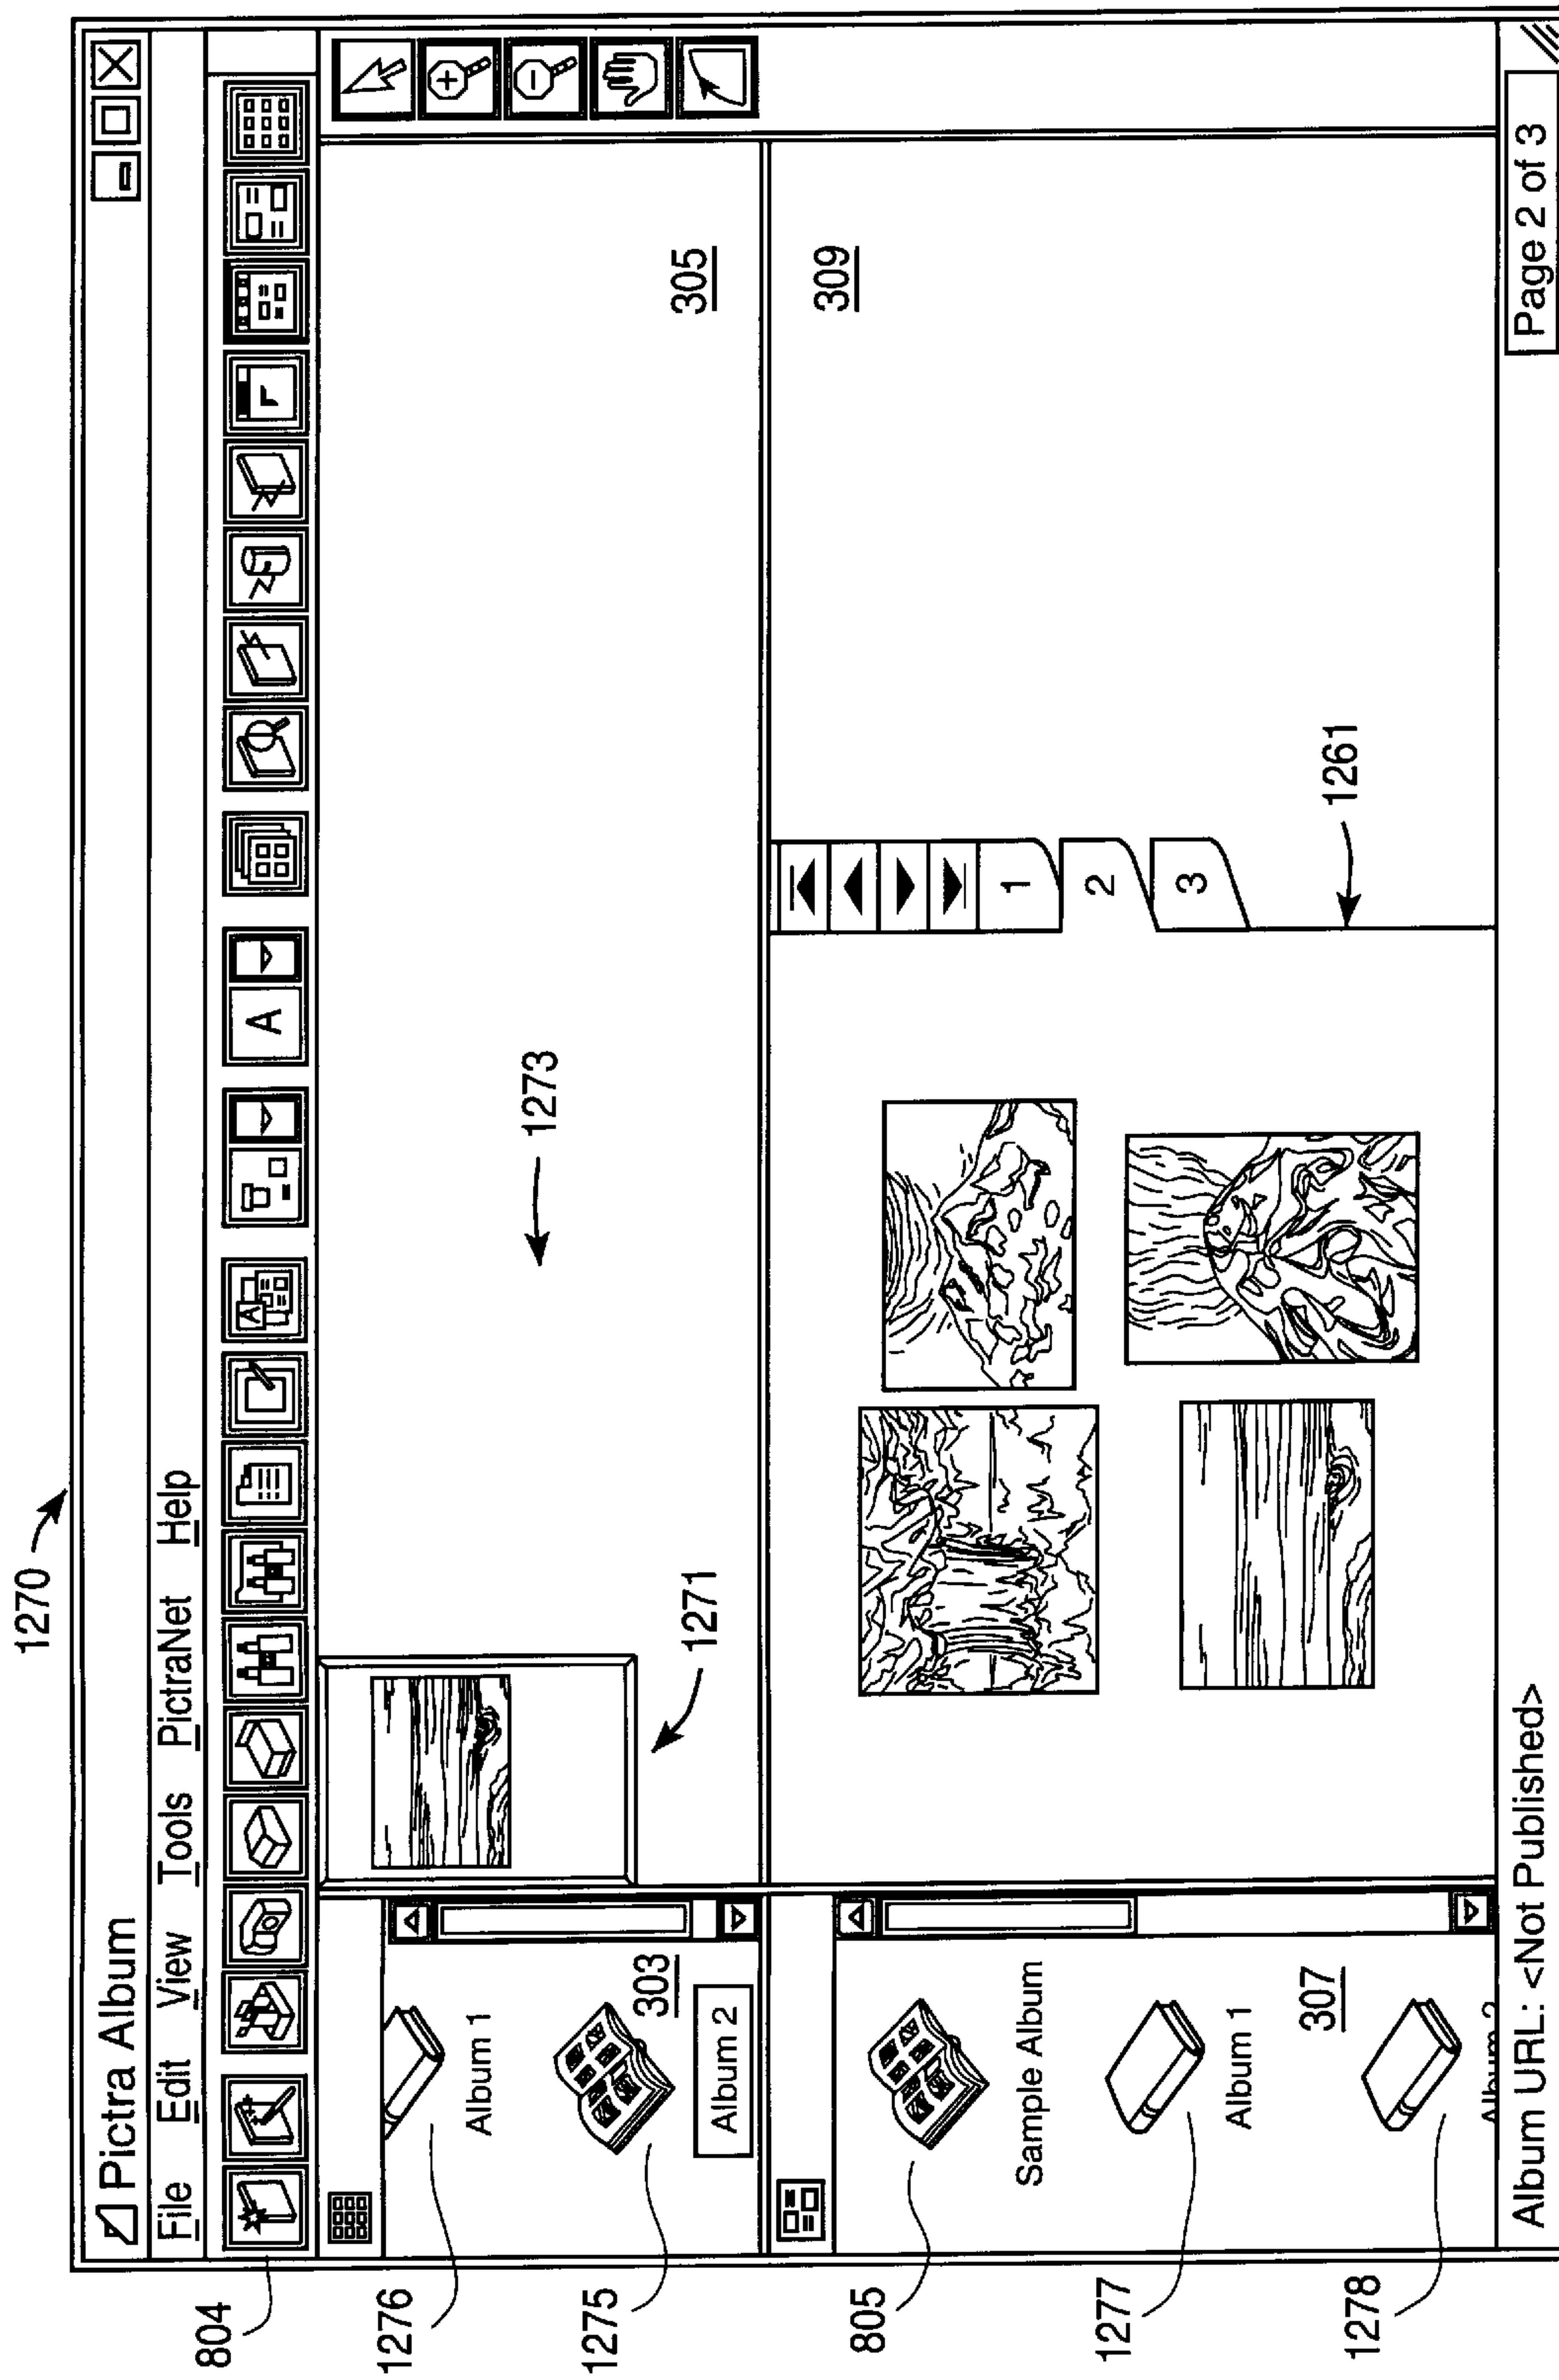 1270
Pictra Album
File Edit View Tools PictraNet Help
804
A
1276
Album 1
1271
1273
305
1275
303
Album 2
309
805
Sample Album
1
2
3
1277
Album 1
307
1261
1278
Album 2
Album URL: <Not Published>
Page 2 of 3